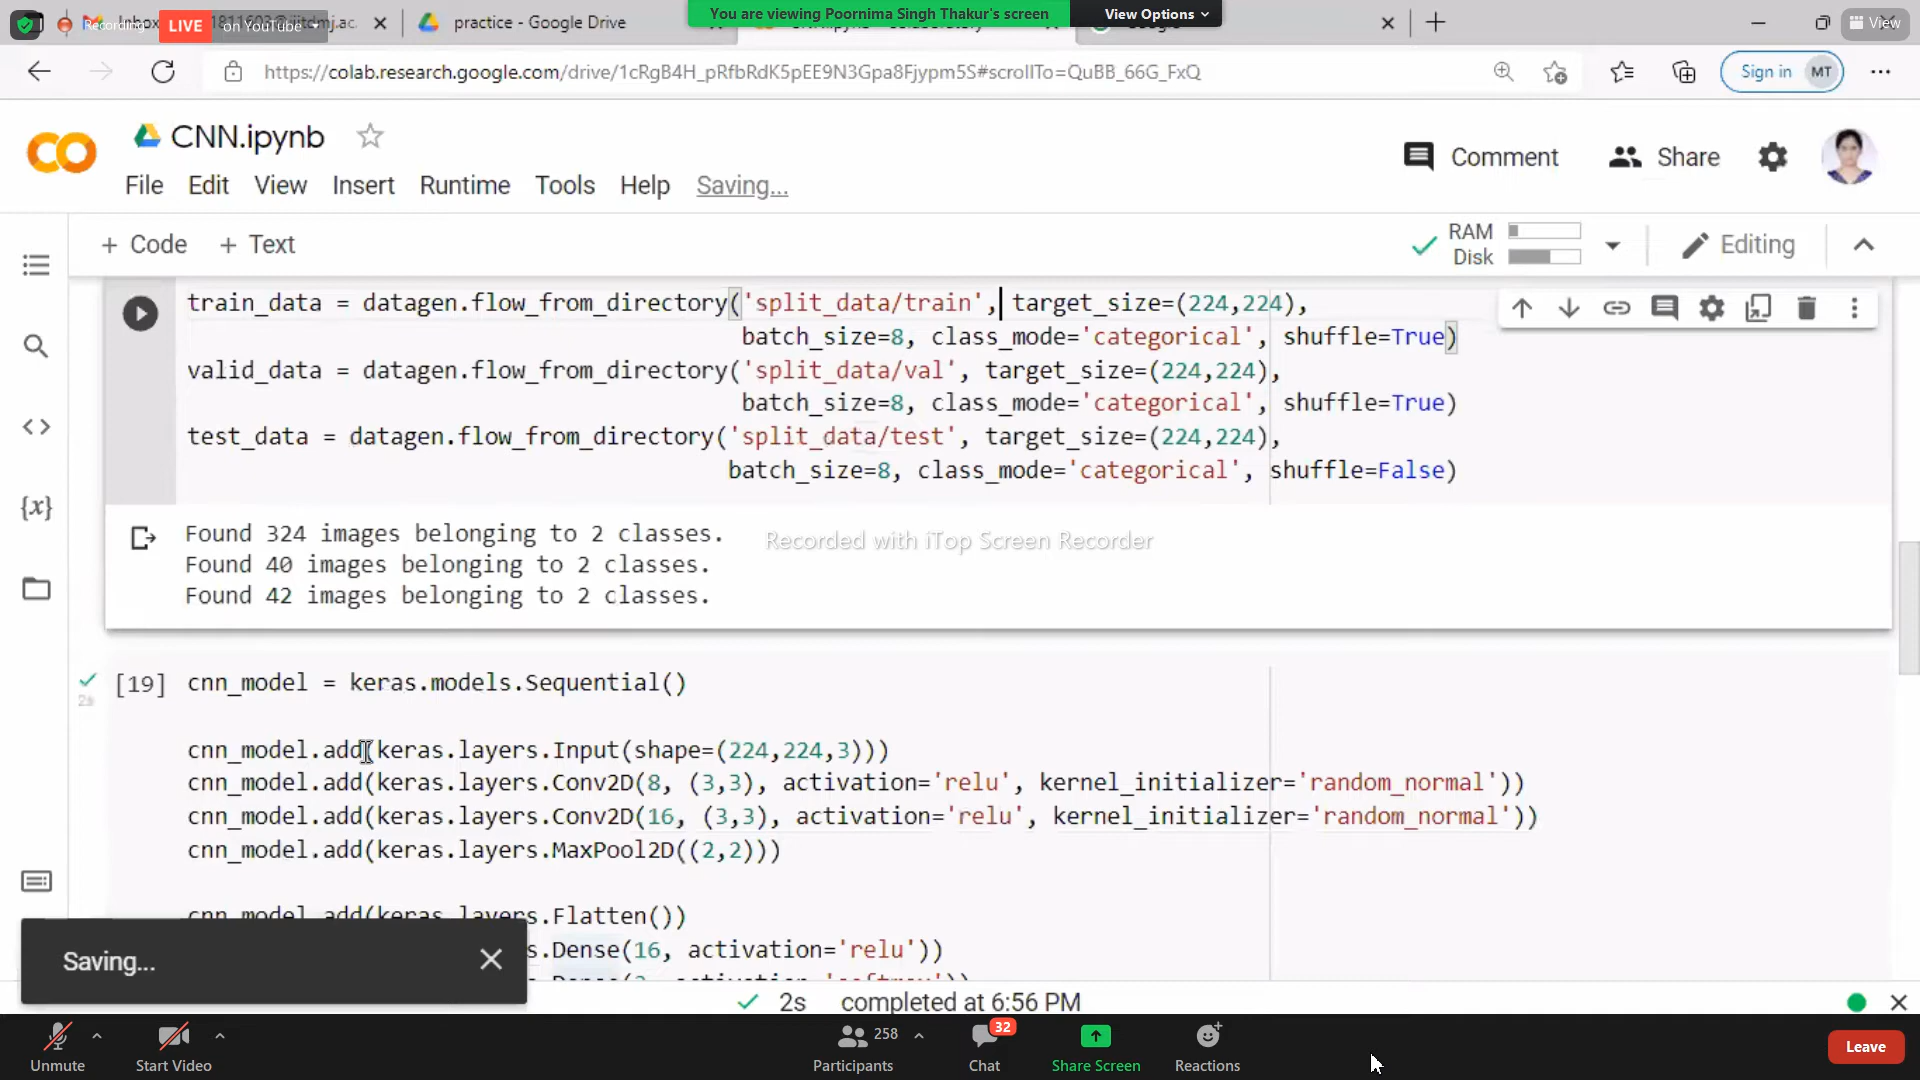 You are viewing Poornima Singh Thakur's screen
View Options
Recording
LIVE
on YouTube
practice - Google Drive
View
https://colab.research.google.com/drive/1cRgB4H_pRfbRdK5pEE9N3Gpa8Fjypm5S#scrollTo=QuBB_66G_FxQ
Sign in
MT
CNN.ipynb
Comment
Share
File Edit View Insert Runtime Tools Help Saving...
+ Code + Text
RAM
Disk
Editing
train_data = datagen.flow_from_directory('split_data/train', target_size=(224,224),
batch_size=8, class_mode='categorical', shuffle=True)
valid_data = datagen.flow_from_directory('split_data/val', target_size=(224,224),
batch_size=8, class_mode='categorical', shuffle=True)
test_data = datagen.flow_from_directory('split_data/test', target_size=(224,224),
batch_size=8, class_mode='categorical', shuffle=False)
Found 324 images belonging to 2 classes.
Found 40 images belonging to 2 classes.
Found 42 images belonging to 2 classes.
Recorded with iTop Screen Recorder
2s
[19] cnn_model = keras.models.Sequential()
cnn_model.add(keras.layers.Input(shape=(224,224,3)))
cnn_model.add(keras.layers.Conv2D(8, (3,3), activation='relu', kernel_initializer='random_normal'))
cnn_model.add(keras.layers.Conv2D(16, (3,3), activation='relu', kernel_initializer='random_normal'))
cnn_model.add(keras.layers.MaxPool2D((2,2)))
cnn_model.add(keras.layers.Flatten())
s.Dense(16, activation='relu'))
Saving...
2s completed at 6:56 PM
Unmute
Start Video
258
Participants
32
Chat
Share Screen
Reactions
Leave